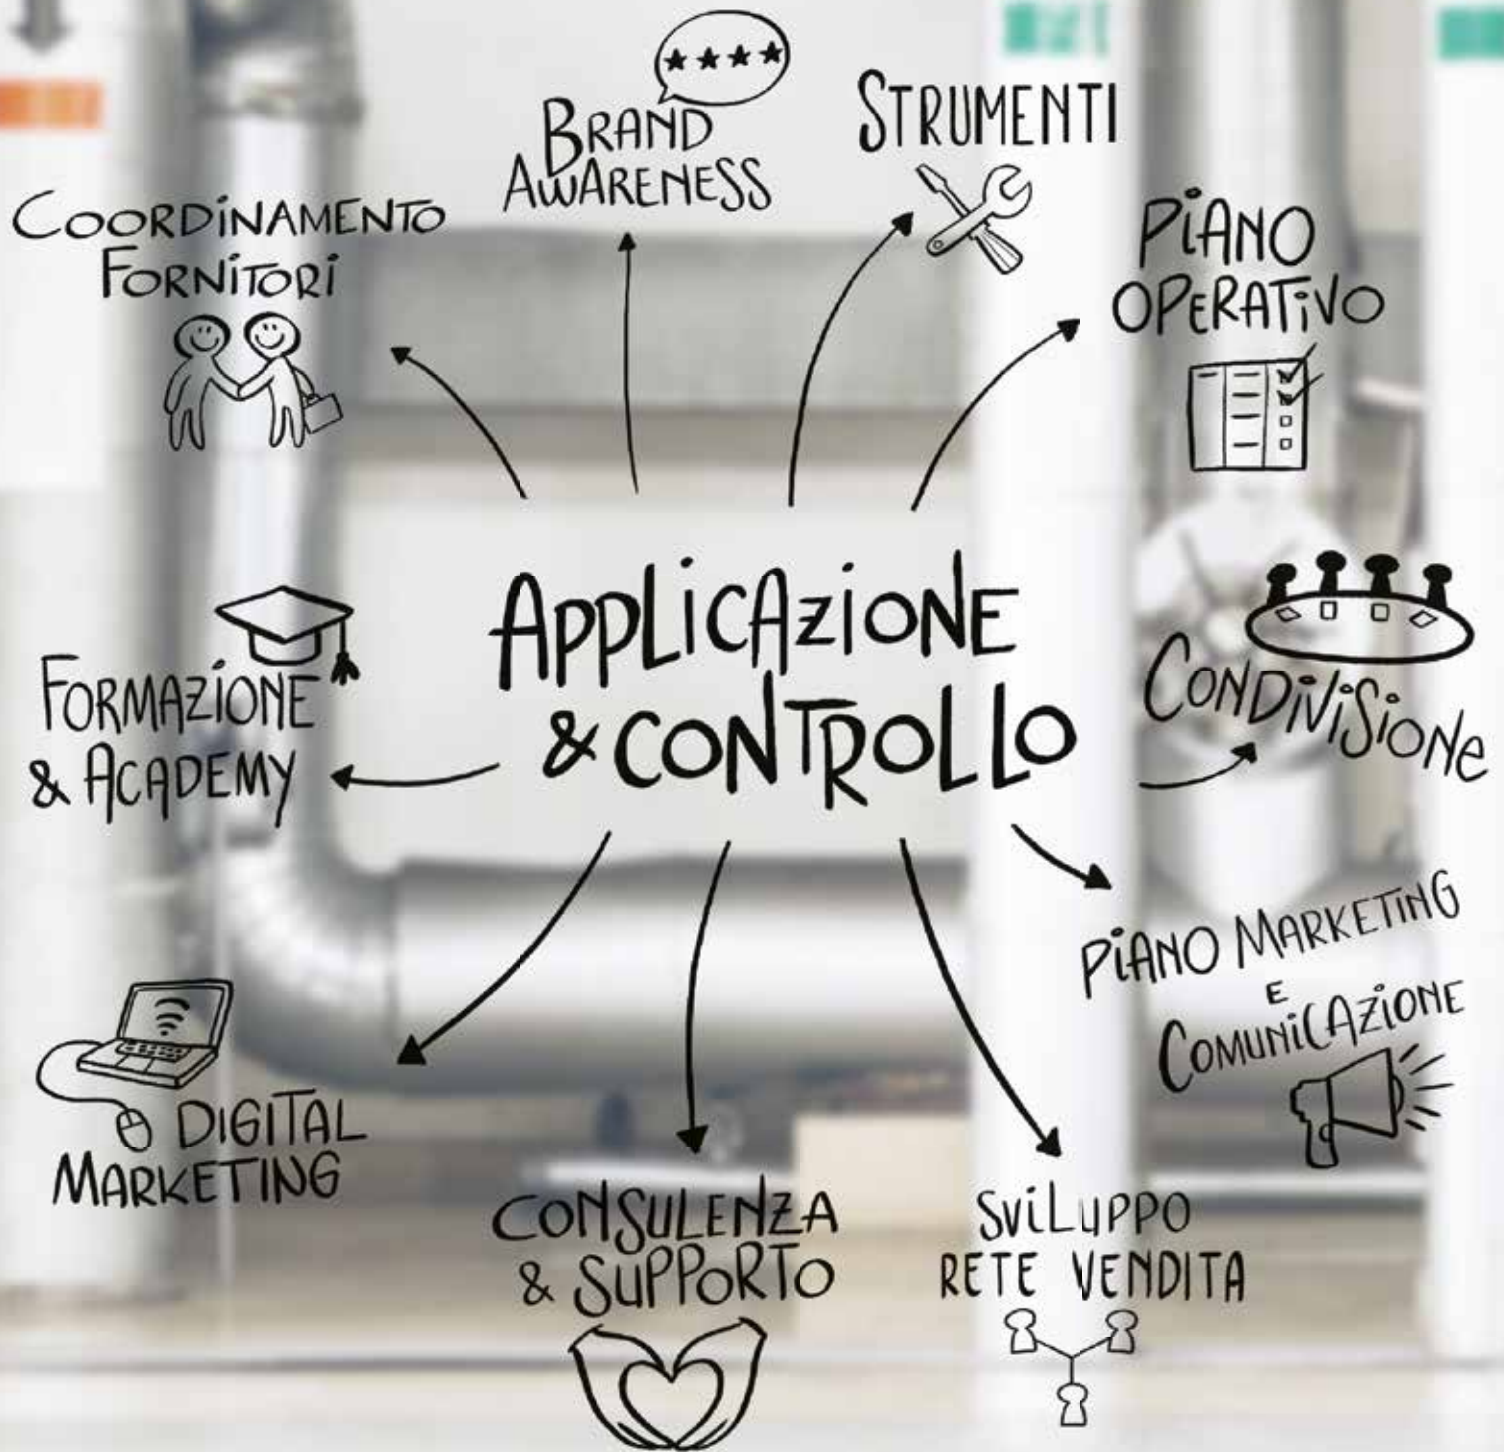 BRAND
AWARENESS
STRUMENTI
COORDINAMENTO
FORNITORI
PIANO
OPERATIVO
APPLICAZIONE
& CONTROLLO
CONDIVISIONE
FORMAZIONE
& ACADEMY
PIANO MARKETING
E
COMUNICAZIONE
DIGITAL
MARKETING
CONSULENZA
& SUPPORTO
SVILUPPO
RETE VENDITA